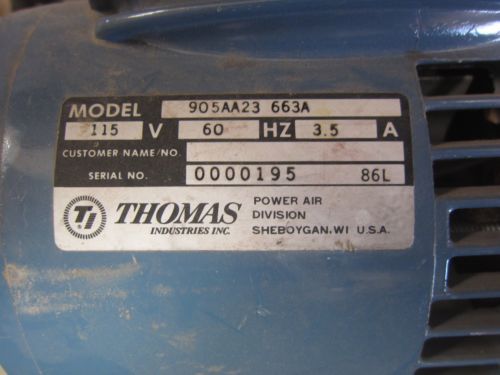 MODEL 905AA23 663A
115 V 60 HZ 3.5 A
CUSTOMER NAME/NO.
SERIAL NO. 0000195 86L
TI ® THOMAS POWER AIR
INDUSTRIES INC. DIVISION
SHEBOYGAN, WI U.S.A.